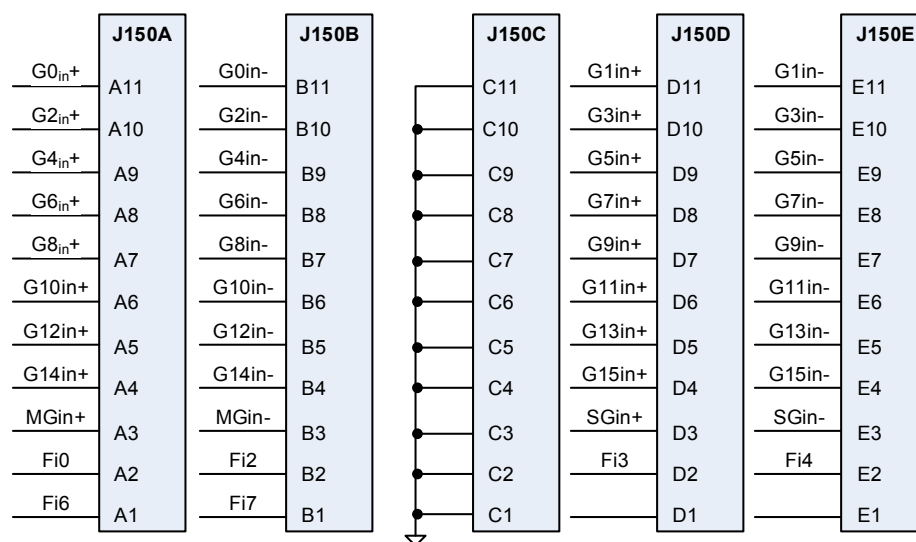 J150A J150B J150C J150D J150E
G0in+ A11 G0in- B11 C11 G1in+ D11 G1in- E11
G2in+ A10 G2in- B10 C10 G3in+ D10 G3in- E10
G4in+ A9 G4in- B9 C9 G5in+ D9 G5in- E9
G6in+ A8 G6in- B8 C8 G7in+ D8 G7in- E8
G8in+ A7 G8in- B7 C7 G9in+ D7 G9in- E7
G10in+ A6 G10in- B6 C6 G11in+ D6 G11in- E6
G12in+ A5 G12in- B5 C5 G13in+ D5 G13in- E5
G14in+ A4 G14in- B4 C4 G15in+ D4 G15in- E4
MGin+ A3 MGin- B3 C3 SGin+ D3 SGin- E3
Fi0 A2 Fi2 B2 C2 Fi3 D2 Fi4 E2
Fi6 A1 Fi7 B1 C1 D1 E1